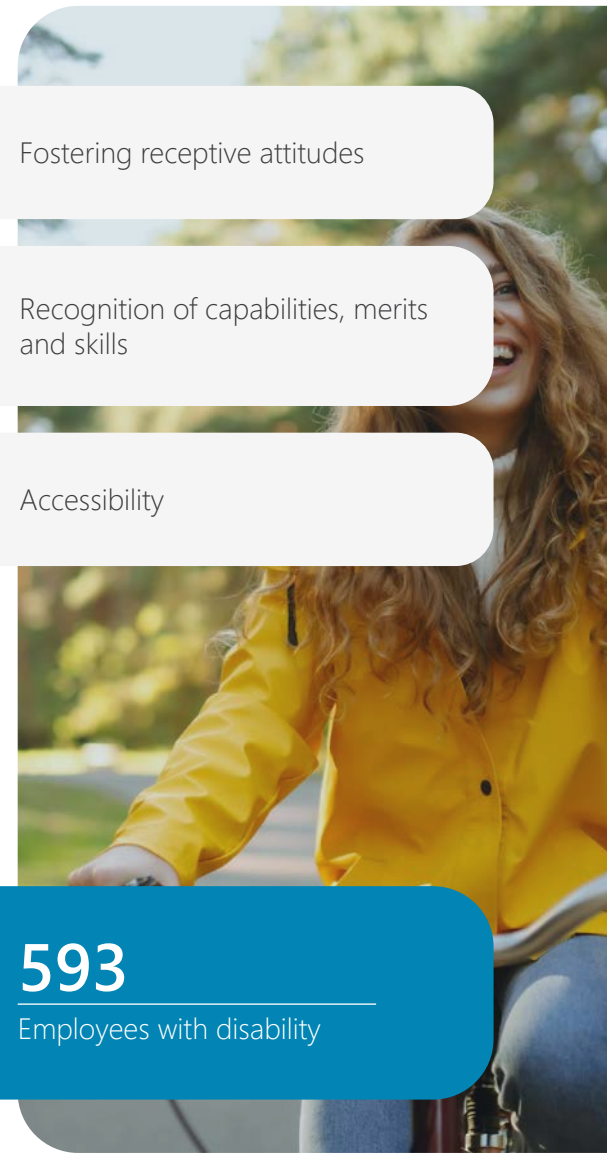 Fostering receptive attitudes
Recognition of capabilities, merits
and skills
Accessibility
593
Employees with disability